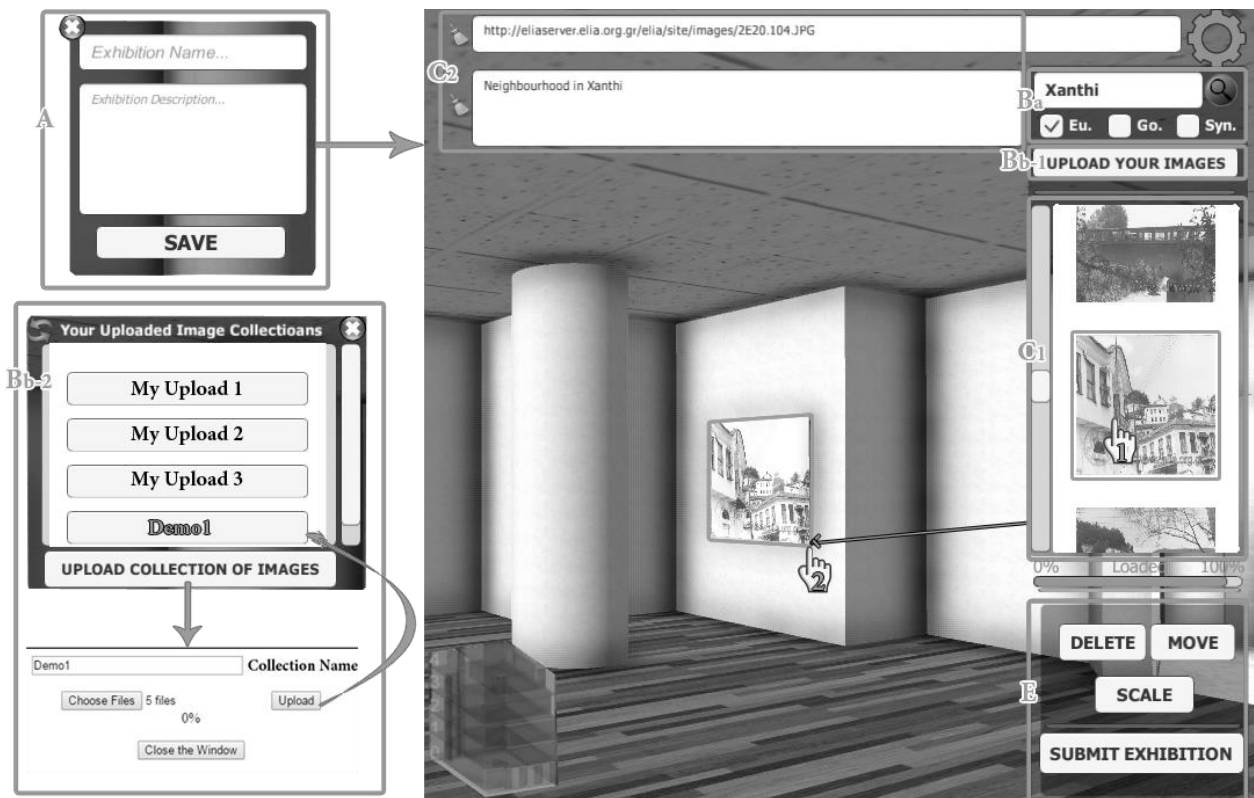 A
Exhibition Name...
Exhibition Description...
SAVE
Bb-2
Your Uploaded Image Collectioans
My Upload 1
My Upload 2
My Upload 3
Demo1
UPLOAD COLLECTION OF IMAGES
Demo1 Collection Name
Choose Files 5 files Upload
0%
Close the Window
C2
http://eliaserver.elia.org.gr/elia/site/images/2E20.104.JPG
Neighbourhood in Xanthi
Ba
Xanthi
Eu. Go. Syn.
Bb-1
UPLOAD YOUR IMAGES
C1
1
2
0% Loaded 100%
E
DELETE MOVE
SCALE
SUBMIT EXHIBITION